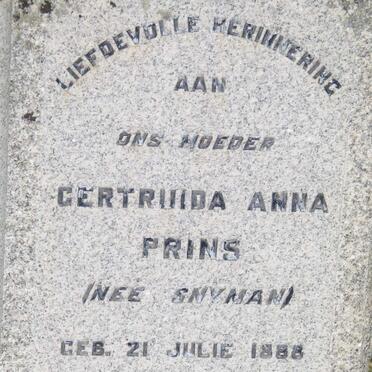 LIEFDEVOLLE HERINNERING
AAN
ONS MOEDER
GERTRUIDA ANNA
PRINS
(NEE SNYMAN)
GEB. 21 JULIE 1888